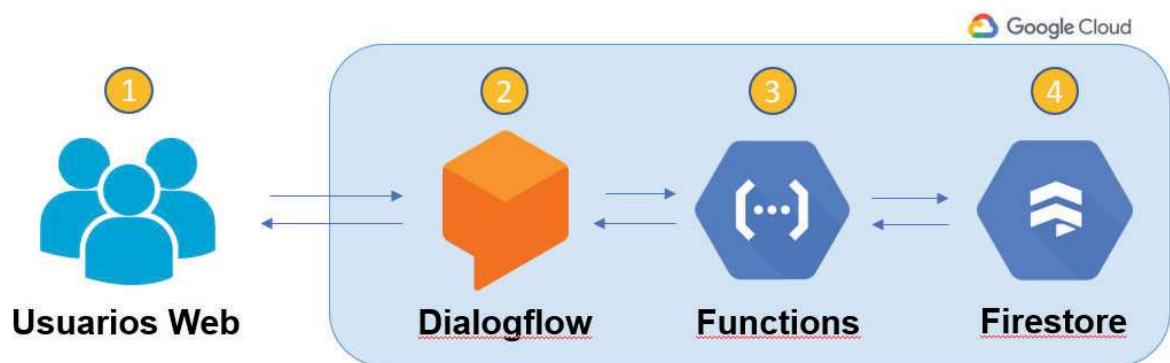 Google Cloud
1
2
3
4
Usuarios Web
Dialogflow
Functions
Firestore